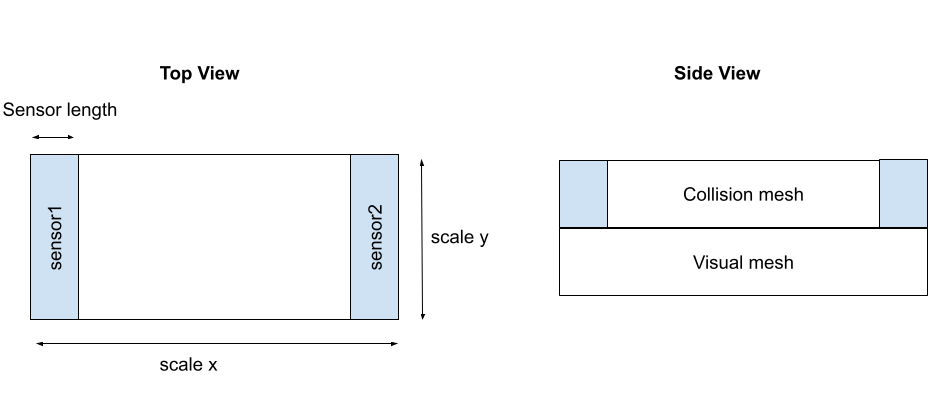 Top View
Side View
Sensor length
sensor1
sensor2
scale y
scale x
Collision mesh
Visual mesh